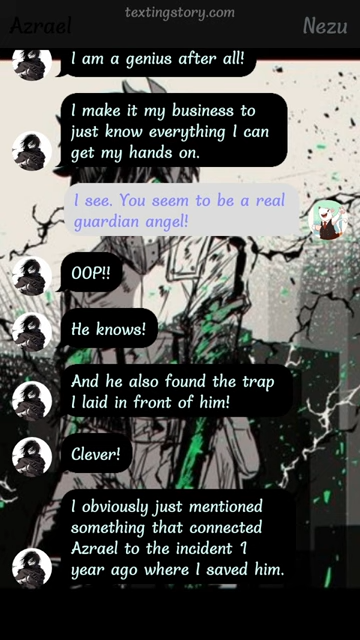 textingstory.com
Azrael
Nezu
I am a genius after all!
I make it my business to
just know everything I can
get my hands on.
I see. You seem to be a real
guardian angel!
OOP!!
He knows!
And he also found the trap
I laid in front of him!
Clever!
I obviously just mentioned
something that connected
Azrael to the incident 1
year ago where I saved him.